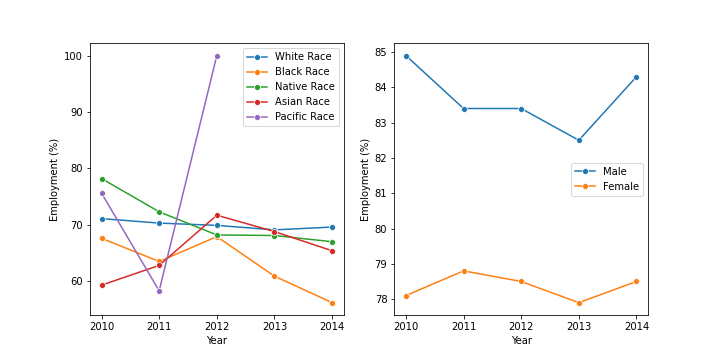 100
90
80
70
60
Employment (%)
White Race
Black Race
Native Race
Asian Race
Pacific Race
2010 2011 2012 2013 2014
Year
85
84
83
82
81
80
79
78
Employment (%)
Male
Female
2010 2011 2012 2013 2014
Year